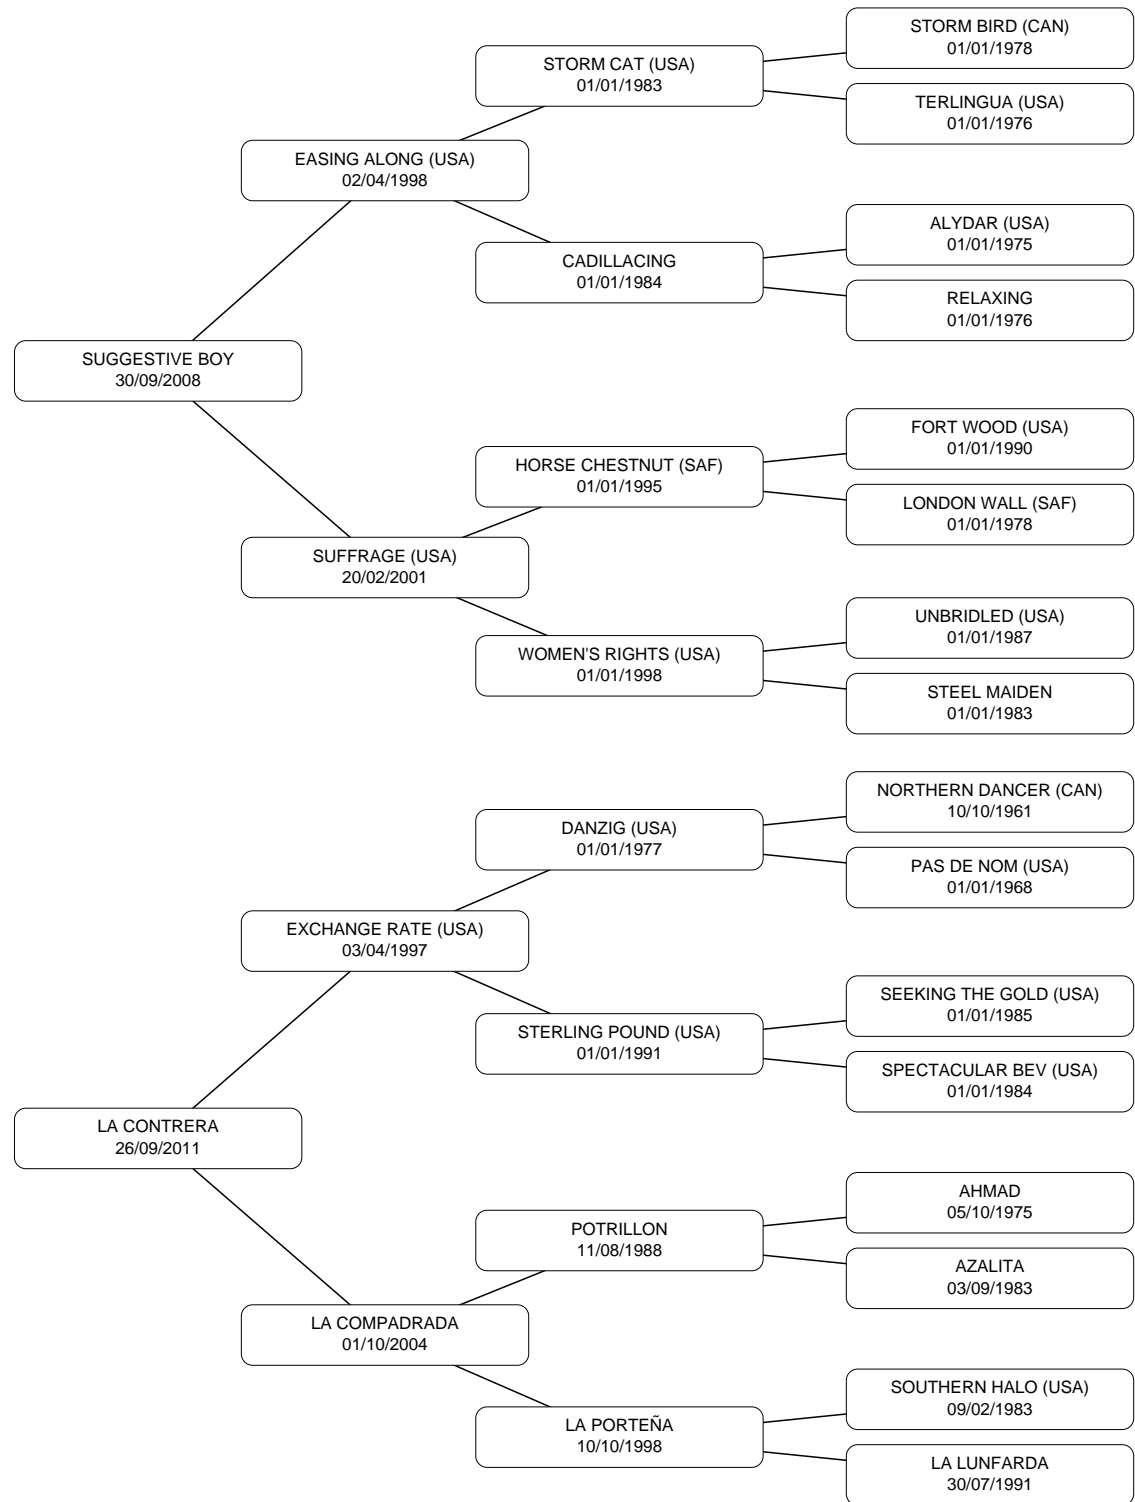 STORM BIRD (CAN)
01/01/1978
STORM CAT (USA)
01/01/1983
TERLINGUA (USA)
01/01/1976
EASING ALONG (USA)
02/04/1998
ALYDAR (USA)
01/01/1975
CADILLACING
01/01/1984
RELAXING
01/01/1976
SUGGESTIVE BOY
30/09/2008
FORT WOOD (USA)
01/01/1990
HORSE CHESTNUT (SAF)
01/01/1995
LONDON WALL (SAF)
01/01/1978
SUFFRAGE (USA)
20/02/2001
UNBRIDLED (USA)
01/01/1987
WOMEN'S RIGHTS (USA)
01/01/1998
STEEL MAIDEN
01/01/1983
NORTHERN DANCER (CAN)
10/10/1961
DANZIG (USA)
01/01/1977
PAS DE NOM (USA)
01/01/1968
EXCHANGE RATE (USA)
03/04/1997
SEEKING THE GOLD (USA)
01/01/1985
STERLING POUND (USA)
01/01/1991
SPECTACULAR BEV (USA)
01/01/1984
LA CONTRERA
26/09/2011
AHMAD
05/10/1975
POTRILLON
11/08/1988
AZALITA
03/09/1983
LA COMPADRADA
01/10/2004
SOUTHERN HALO (USA)
09/02/1983
LA PORTEÑA
10/10/1998
LA LUNFARDA
30/07/1991